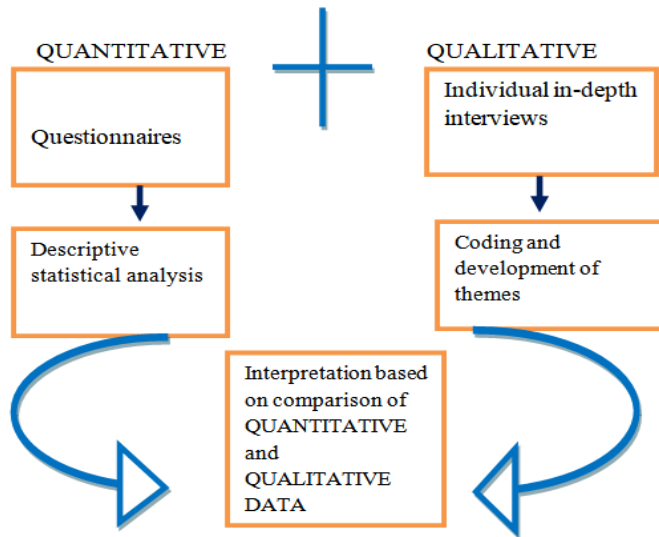 QUANTITATIVE
QUALITATIVE
Questionnaires
Individual in-depth
interviews
Descriptive
statistical analysis
Coding and
development of
themes
Interpretation based
on comparison of
QUANTITATIVE
and
QUALITATIVE
DATA